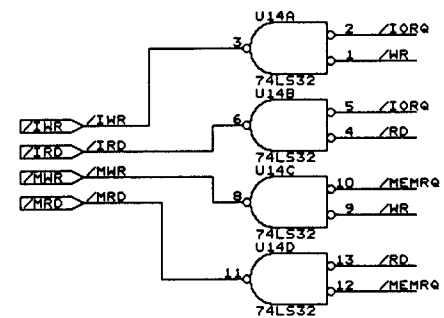 U14A
3
2 /IORQ
1 /WR
74LS32
/IWR /IWR
U14B
6
5 /IORQ
4 /RD
74LS32
/IRD /IRD
U14C
8
10 /MEMRQ
9 /WR
74LS32
/MWR /MWR
U14D
11
13 /RD
12 /MEMRQ
74LS32
/MRD /MRD